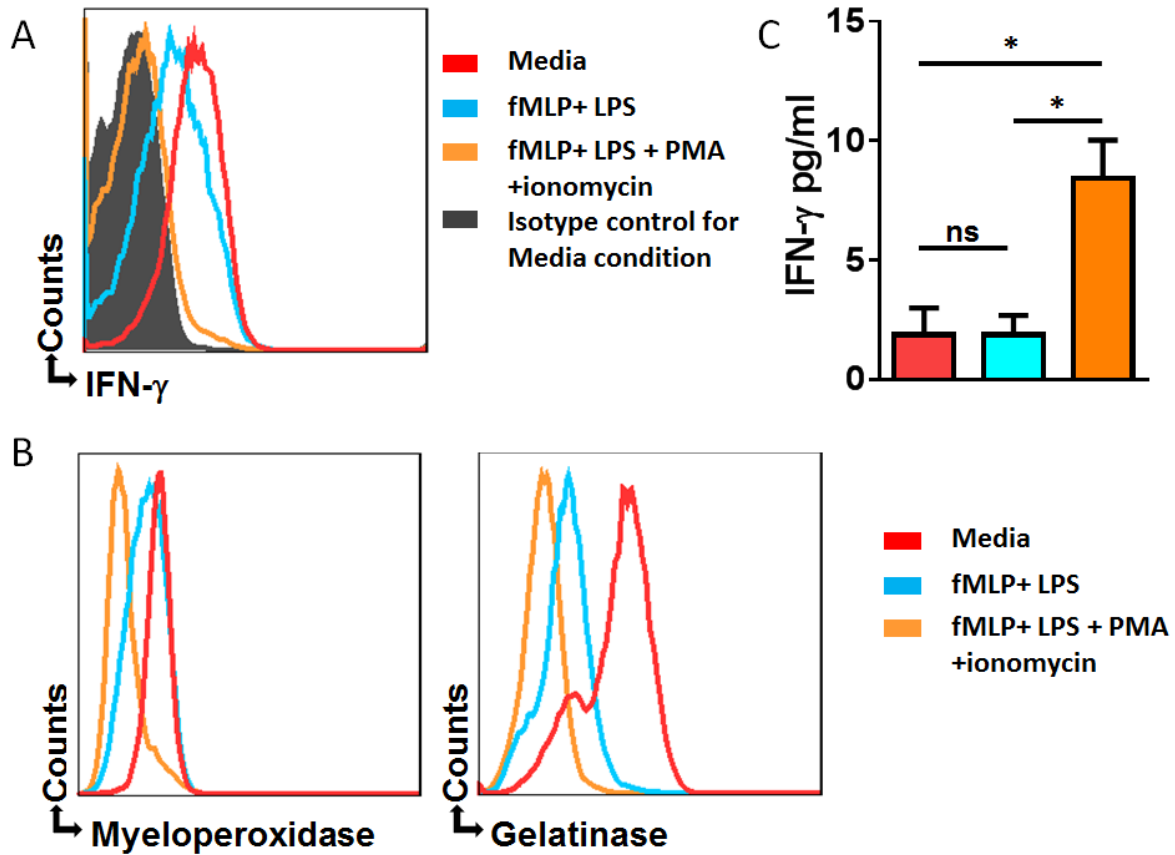 A
Counts
IFN-γ
Media
fMLP+ LPS
fMLP+ LPS + PMA
+ionomycin
Isotype control for
Media condition
C
IFN-γ pg/ml
15
10
5
0
*
*
ns
B
Counts
Myeloperoxidase
Counts
Gelatinase
Media
fMLP+ LPS
fMLP+ LPS + PMA
+ionomycin